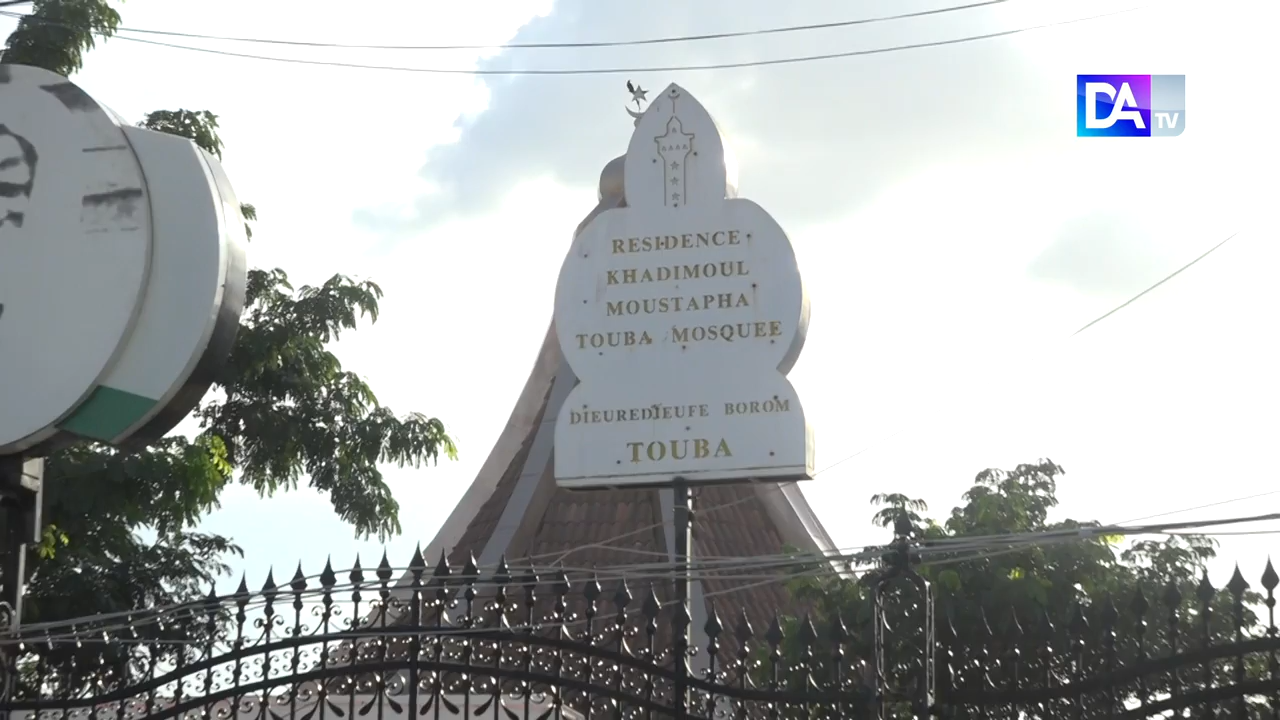 DA TV
RESIDENCE
KHADIMOUL
MOUSTAPHA
TOUBA MOSQUEE
DIEUREDIEUFE BOROM
TOUBA